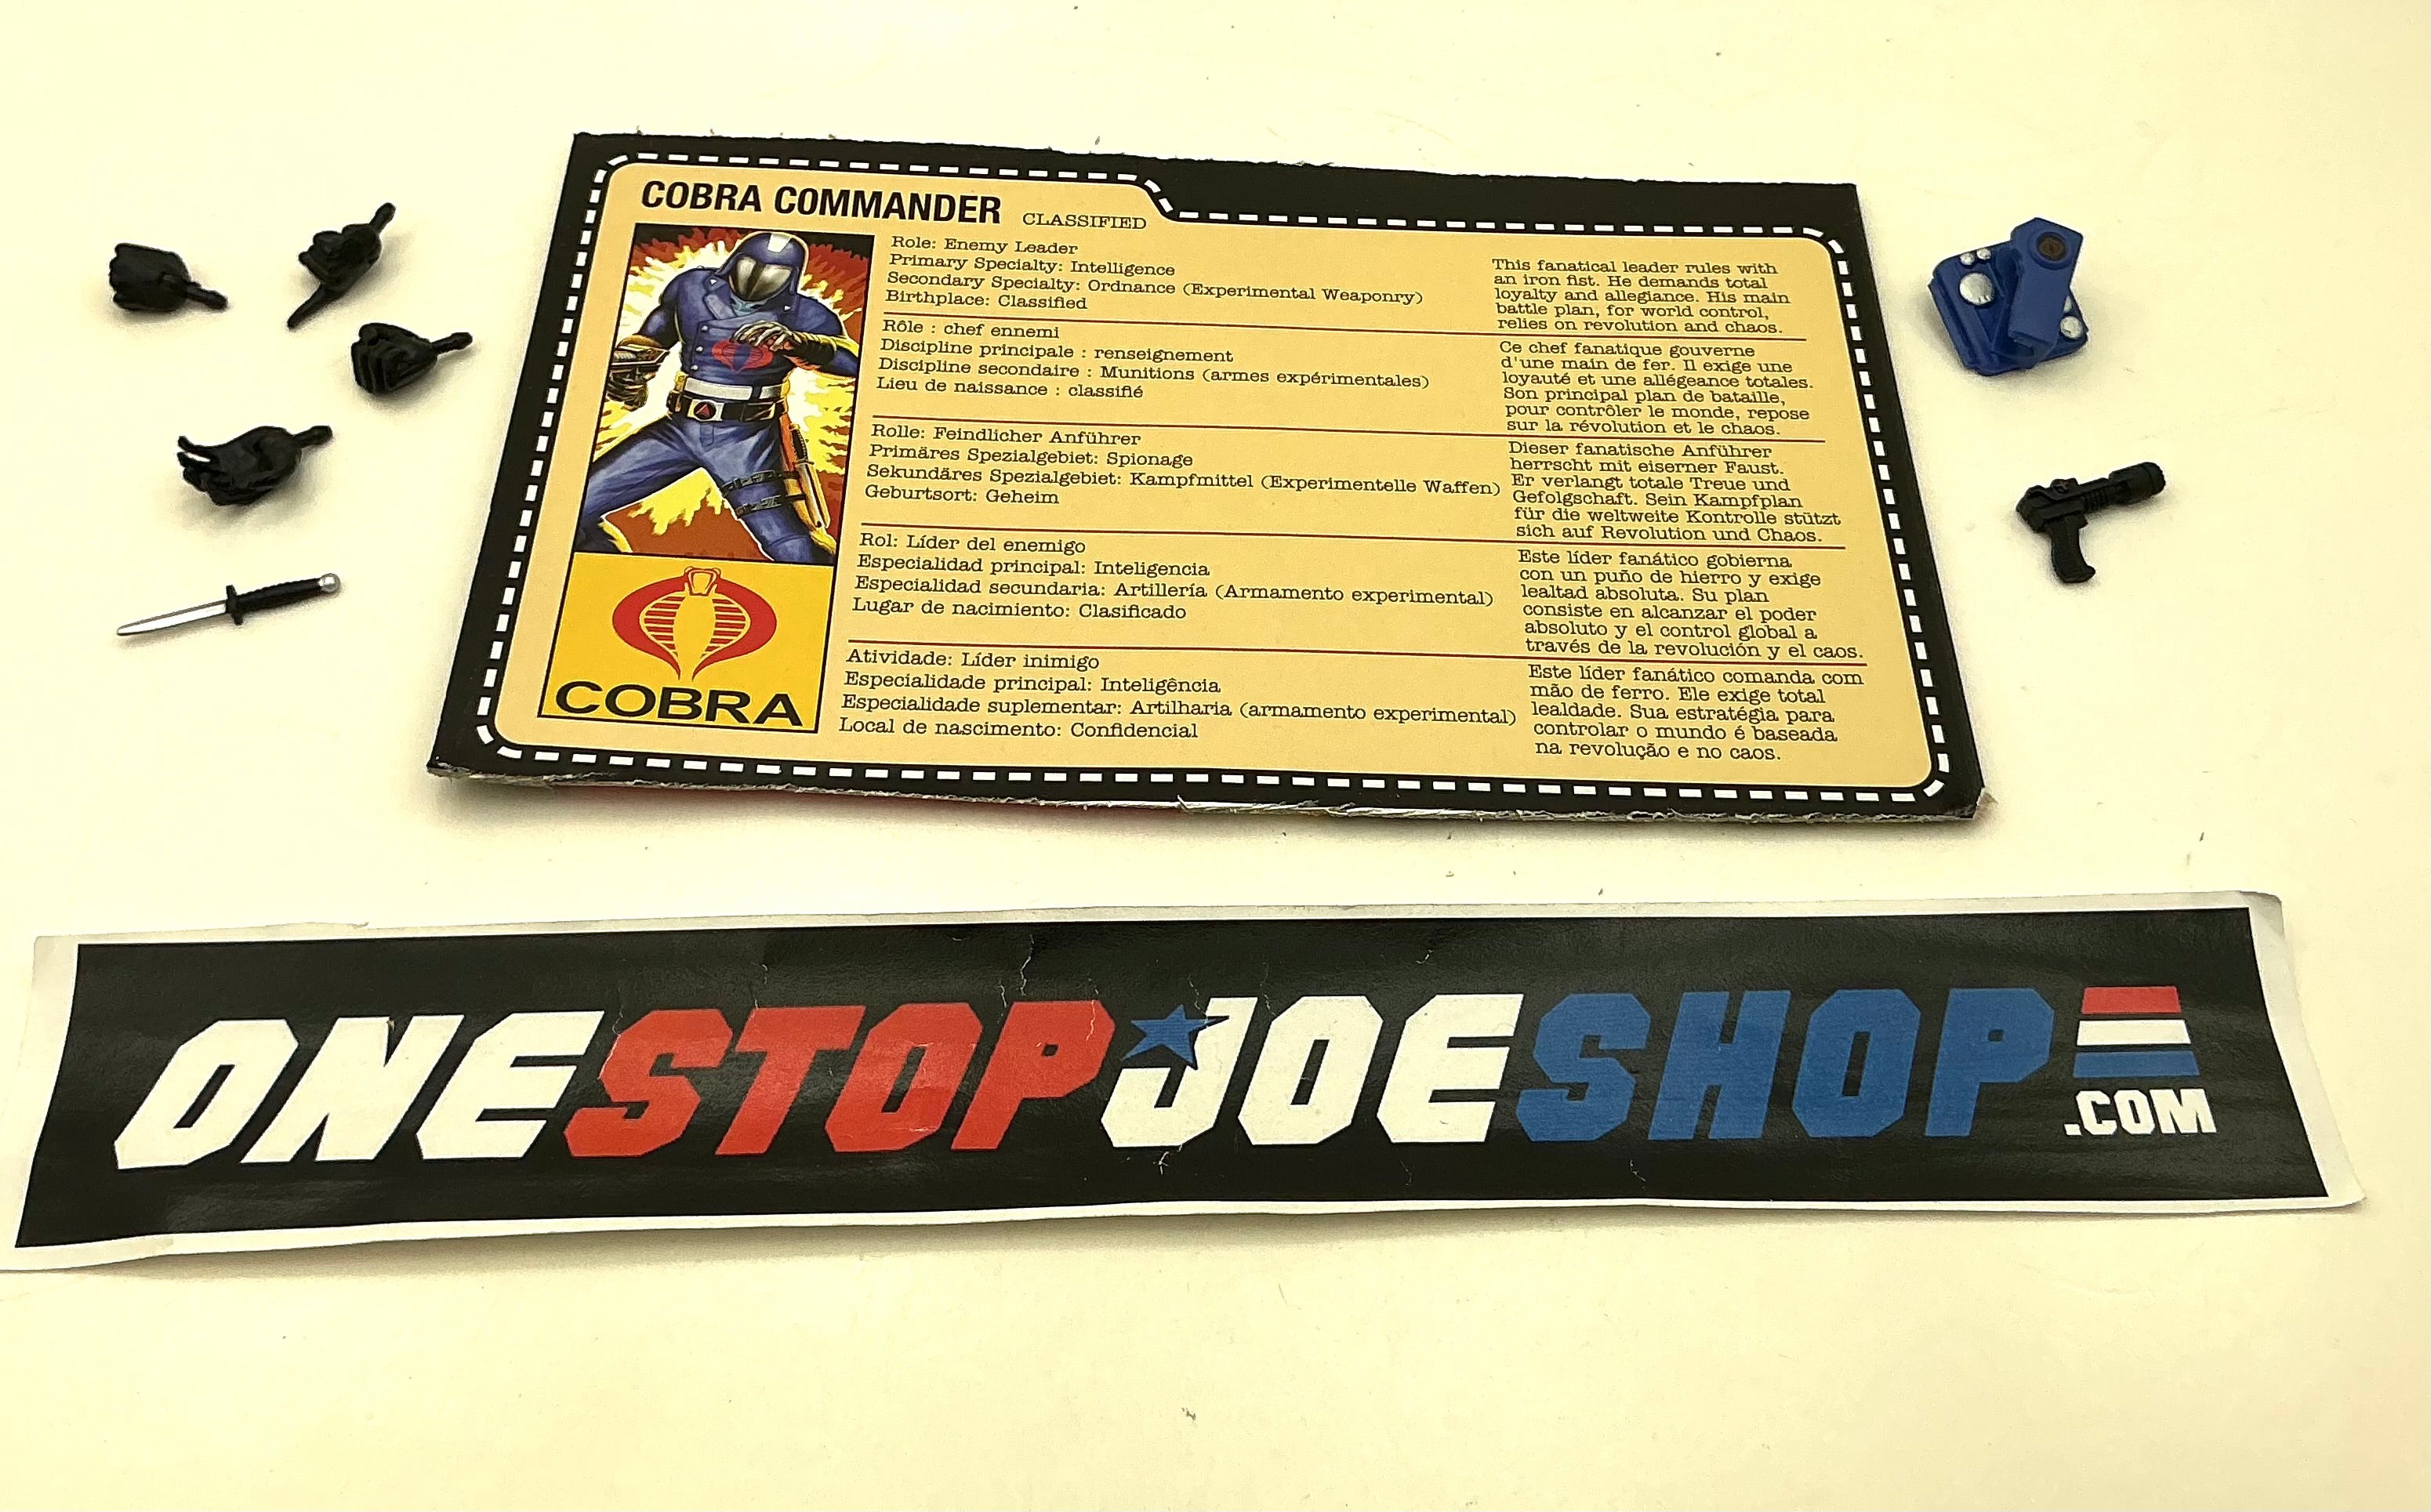 COBRA COMMANDER CLASSIFIED
Role: Enemy Leader
Primary Specialty: Intelligence
Secondary Specialty: Ordnance (Experimental Weaponry)
Birthplace: Classified
This fanatical leader rules with
an iron fist. He demands total
loyalty and allegiance. His main
battle plan, for world control,
relies on revolution and chaos.
Rôle : chef ennemi
Discipline principale : renseignement
Discipline secondaire : Munitions (armes expérimentales)
Lieu de naissance : classifié
Ce chef fanatique gouverne
d'une main de fer. Il exige une
loyauté et une allégeance totales.
Son principal plan de bataille,
pour contrôler le monde, repose
sur la révolution et le chaos.
Rolle: Feindlicher Anführer
Primäres Spezialgebiet: Spionage
Sekundäres Spezialgebiet: Kampfmittel (Experimentelle Waffen)
Geburtsort: Geheim
Dieser fanatische Anführer
herrscht mit eiserner Faust.
Er verlangt totale Treue und
Gefolgschaft. Sein Kampfplan
für die weltweite Kontrolle stützt
sich auf Revolution und Chaos.
Rol: Líder del enemigo
Especialidad principal: Inteligencia
Especialidad secundaria: Artillería (Armamento experimental)
Lugar de nacimiento: Clasificado
Este líder fanático gobierna
con un puño de hierro y exige
lealtad absoluta. Su plan
consiste en alcanzar el poder
absoluto y el control global a
través de la revolución y el caos.
Atividade: Líder inimigo
Especialidade principal: Inteligência
Especialidade suplementar: Artilharia (armamento experimental)
Local de nascimento: Confidencial
Este líder fanático comanda com
mão de ferro. Ele exige total
lealdade. Sua estratégia para
controlar o mundo é baseada
na revolução e no caos.
COBRA
ONESTOPJOESHOP
.COM